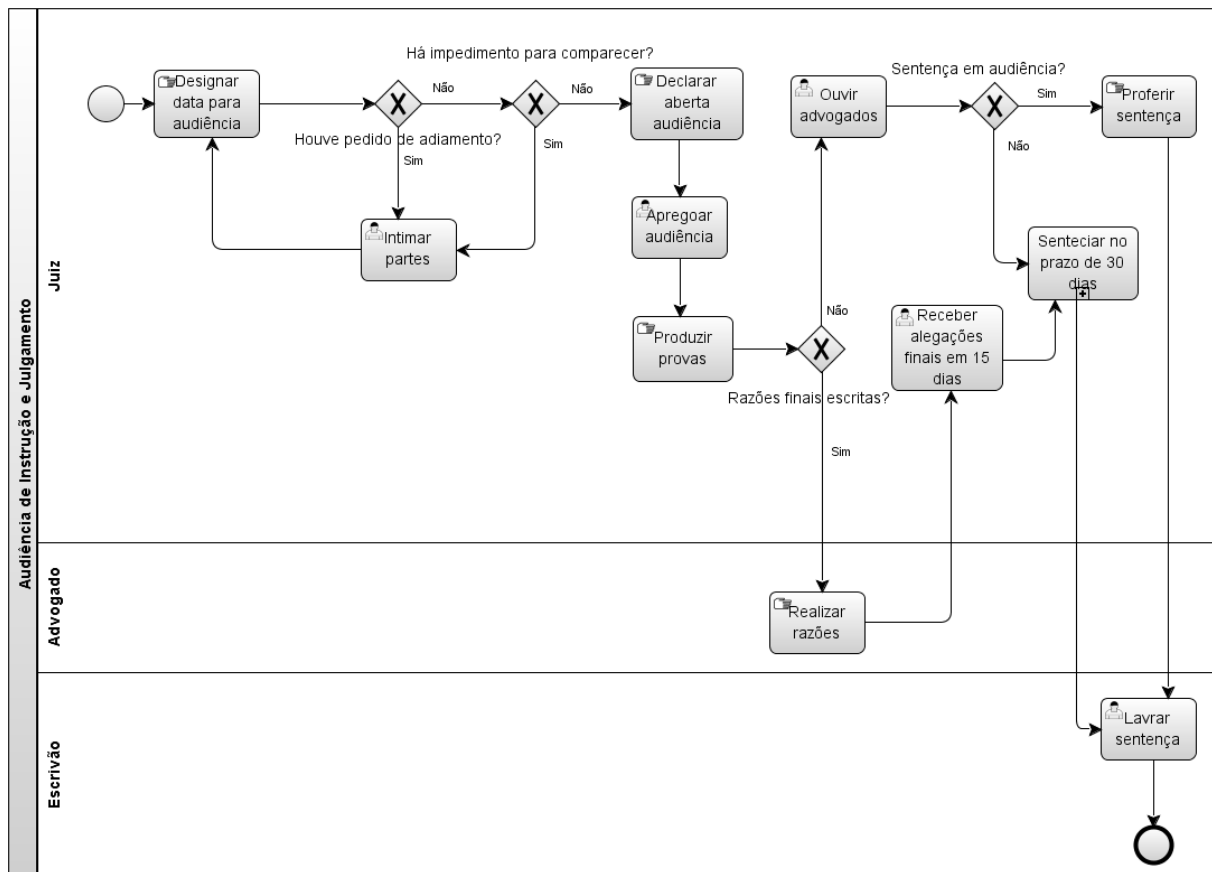 Audiência de Instrução e Julgamento
Juiz
Há impedimento para comparecer?
Designar
data para
audiência
Não
Não
Houve pedido de adiamento?
Sim
Sim
Intimar
partes
Declarar
aberta
audiência
Apregoar
audiência
Produzir
provas
Razões finais escritas?
Não
Sim
Ouvir
advogados
Sentença em audiência?
Sim
Não
Proferir
sentença
Senteciar no
prazo de 30
dias
Receber
alegações
finais em 15
dias
Advogado
Realizar
razões
Escrivão
Lavrar
sentença